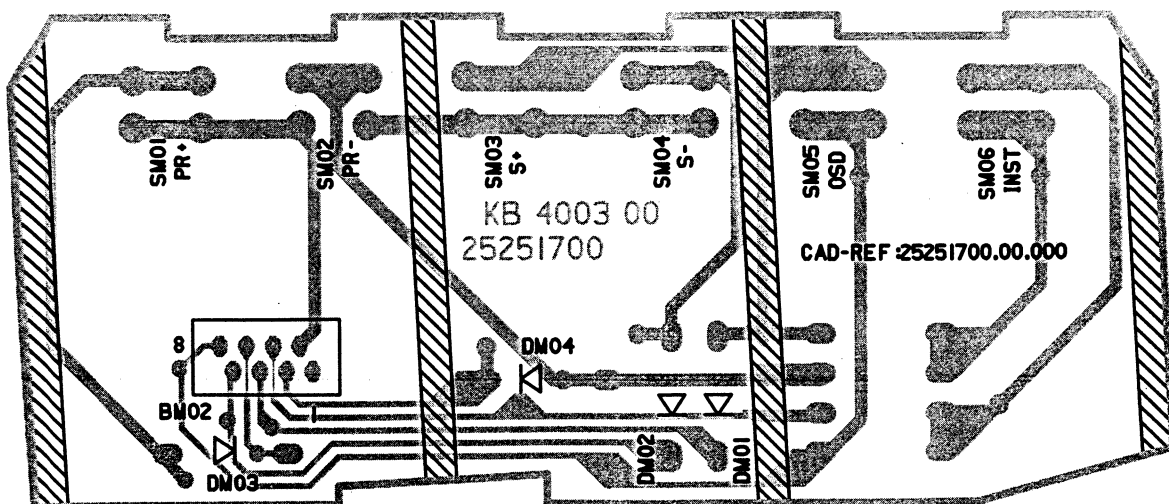 SM01
PR+
SM02
PR-
SM03
S+
SM04
S-
SM05
OSD
SM06
INST
KB 4003 00
25251700
CAD-REF:25251700.00.000
8
DM04
BM02
1
DM03
DM02
DM01